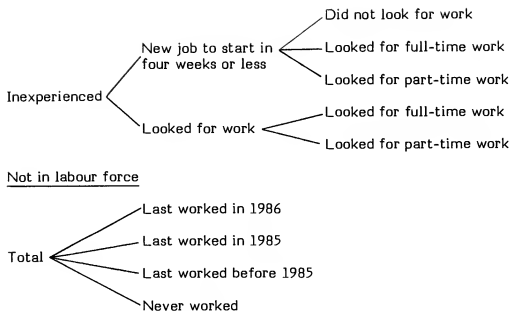 Did not look for work
New job to start in
four weeks or less
Looked for full-time work
Looked for part-time work
Inexperienced
Looked for work
Looked for full-time work
Looked for part-time work
Not in labour force
Total
Last worked in 1986
Last worked in 1985
Last worked before 1985
Never worked